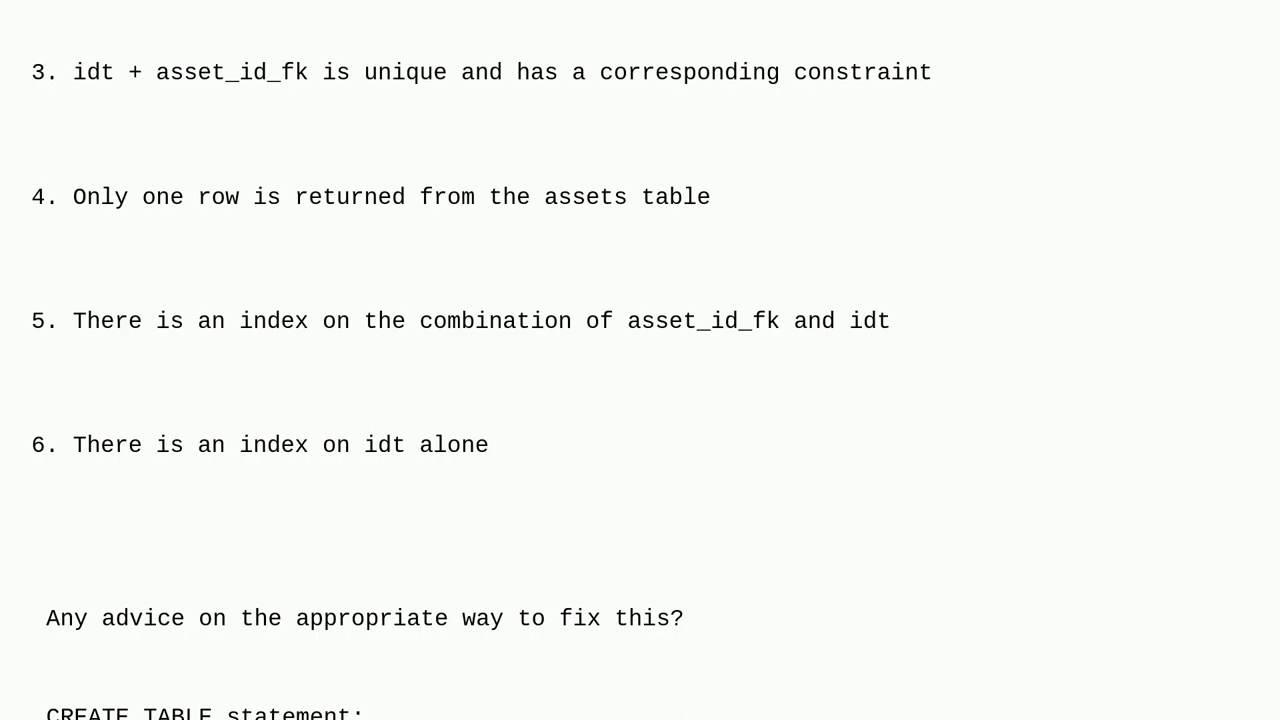 3. idt + asset_id_fk is unique and has a corresponding constraint
4. Only one row is returned from the assets table
5. There is an index on the combination of asset_id_fk and idt
6. There is an index on idt alone
Any advice on the appropriate way to fix this?
CREATE TABLE statement: